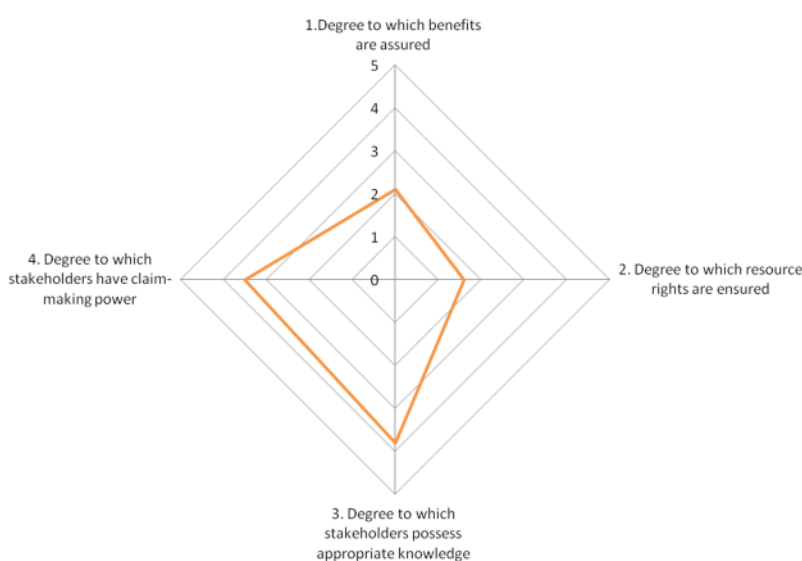 1.Degree to which benefits
are assured
5
4
3
2
1
0
4. Degree to which
stakeholders have claim-
making power
2. Degree to which resource
rights are ensured
3. Degree to which
stakeholders possess
appropriate knowledge